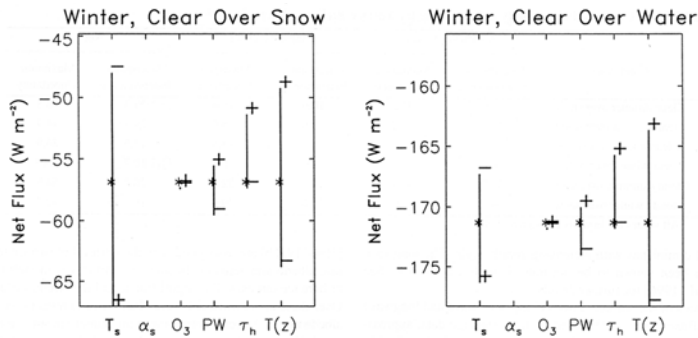 Winter, Clear Over Snow
Net Flux (W m⁻²)
-45
-50
-55
-60
-65
Tₛ αₛ O₃ PW τₕ T(z)
Winter, Clear Over Water
Net Flux (W m⁻²)
-160
-165
-170
-175
Tₛ αₛ O₃ PW τₕ T(z)